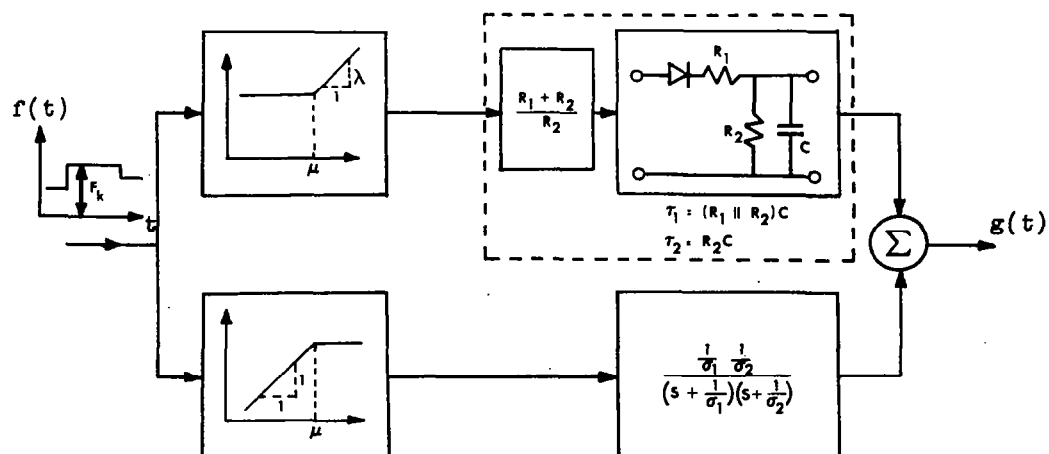 f(t)
F_k
t
λ
1
μ
R_1 + R_2
R_2
R_1
R_2
C
τ_1 = (R_1 || R_2)C
τ_2 = R_2C
Σ
g(t)
1
1
μ
1/σ_1 1/σ_2
(s + 1/σ_1)(s + 1/σ_2)